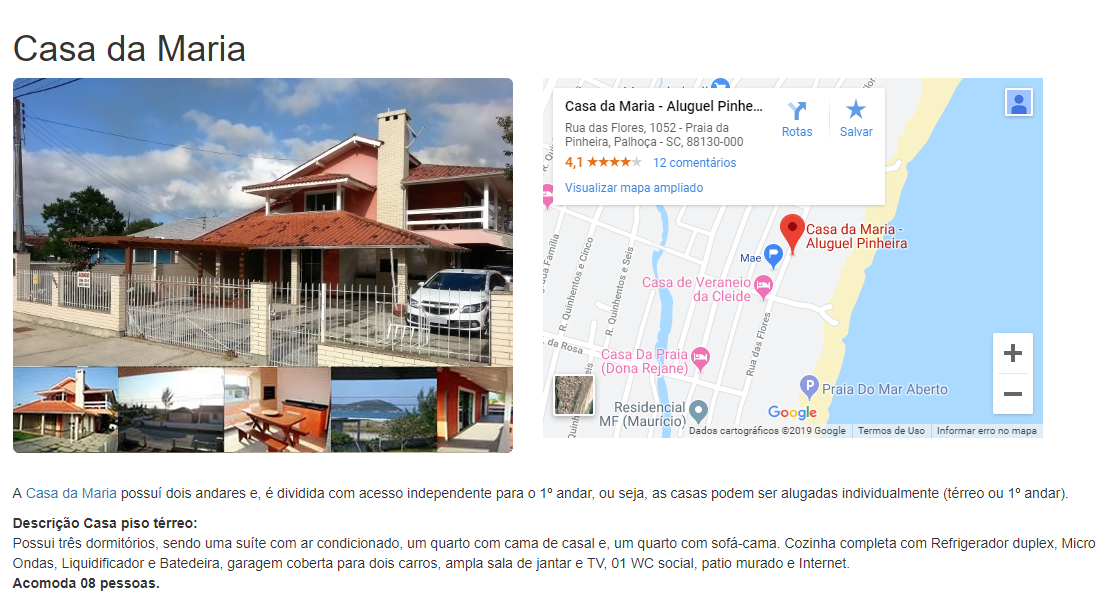 Casa da Maria
Casa da Maria - Aluguel Pinhe...
Rua das Flores, 1052 - Praia da
Pinheira, Palhoça - SC, 88130-000
4,1
12 comentários
Visualizar mapa ampliado
Rotas
Salvar
Casa da Maria -
Aluguel Pinheira
Mae
Casa de Veraneio
da Cleide
R. Quinhentos e Cinco
R. Quinhentos e Seis
Rua das Flores
da Rosa
Casa Da Praia
(Dona Rejane)
P Praia Do Mar Aberto
Residencial
MF (Maurício)
Google
Dados cartográficos ©2019 Google
Termos de Uso
Informar erro no mapa
A Casa da Maria possuí dois andares e, é dividida com acesso independente para o 1º andar, ou seja, as casas podem ser alugadas individualmente (térreo ou 1º andar).
Descrição Casa piso térreo:
Possui três dormitórios, sendo uma suíte com ar condicionado, um quarto com cama de casal e, um quarto com sofá-cama. Cozinha completa com Refrigerador duplex, Micro
Ondas, Liquidificador e Batedeira, garagem coberta para dois carros, ampla sala de jantar e TV, 01 WC social, patio murado e Internet.
Acomoda 08 pessoas.